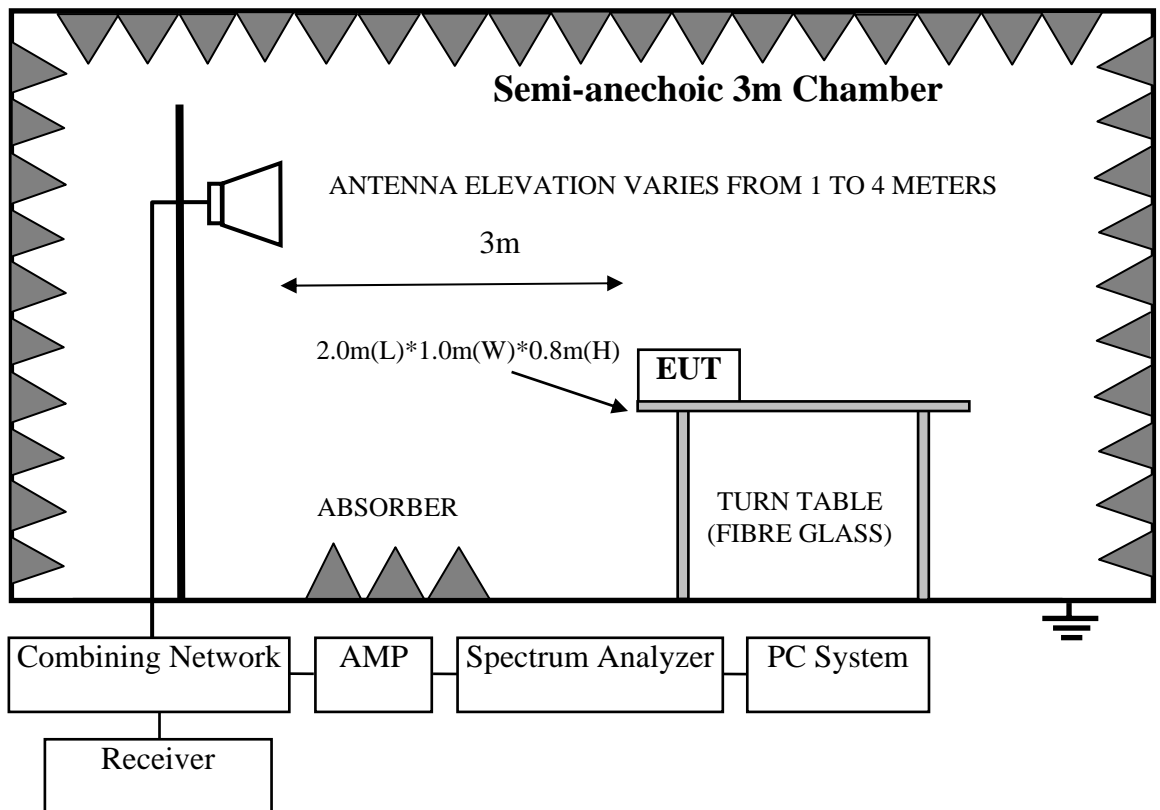 Semi-anechoic 3m Chamber
ANTENNA ELEVATION VARIES FROM 1 TO 4 METERS
3m
2.0m(L)*1.0m(W)*0.8m(H)
EUT
ABSORBER
TURN TABLE
(FIBRE GLASS)
Combining Network
AMP
Spectrum Analyzer
PC System
Receiver